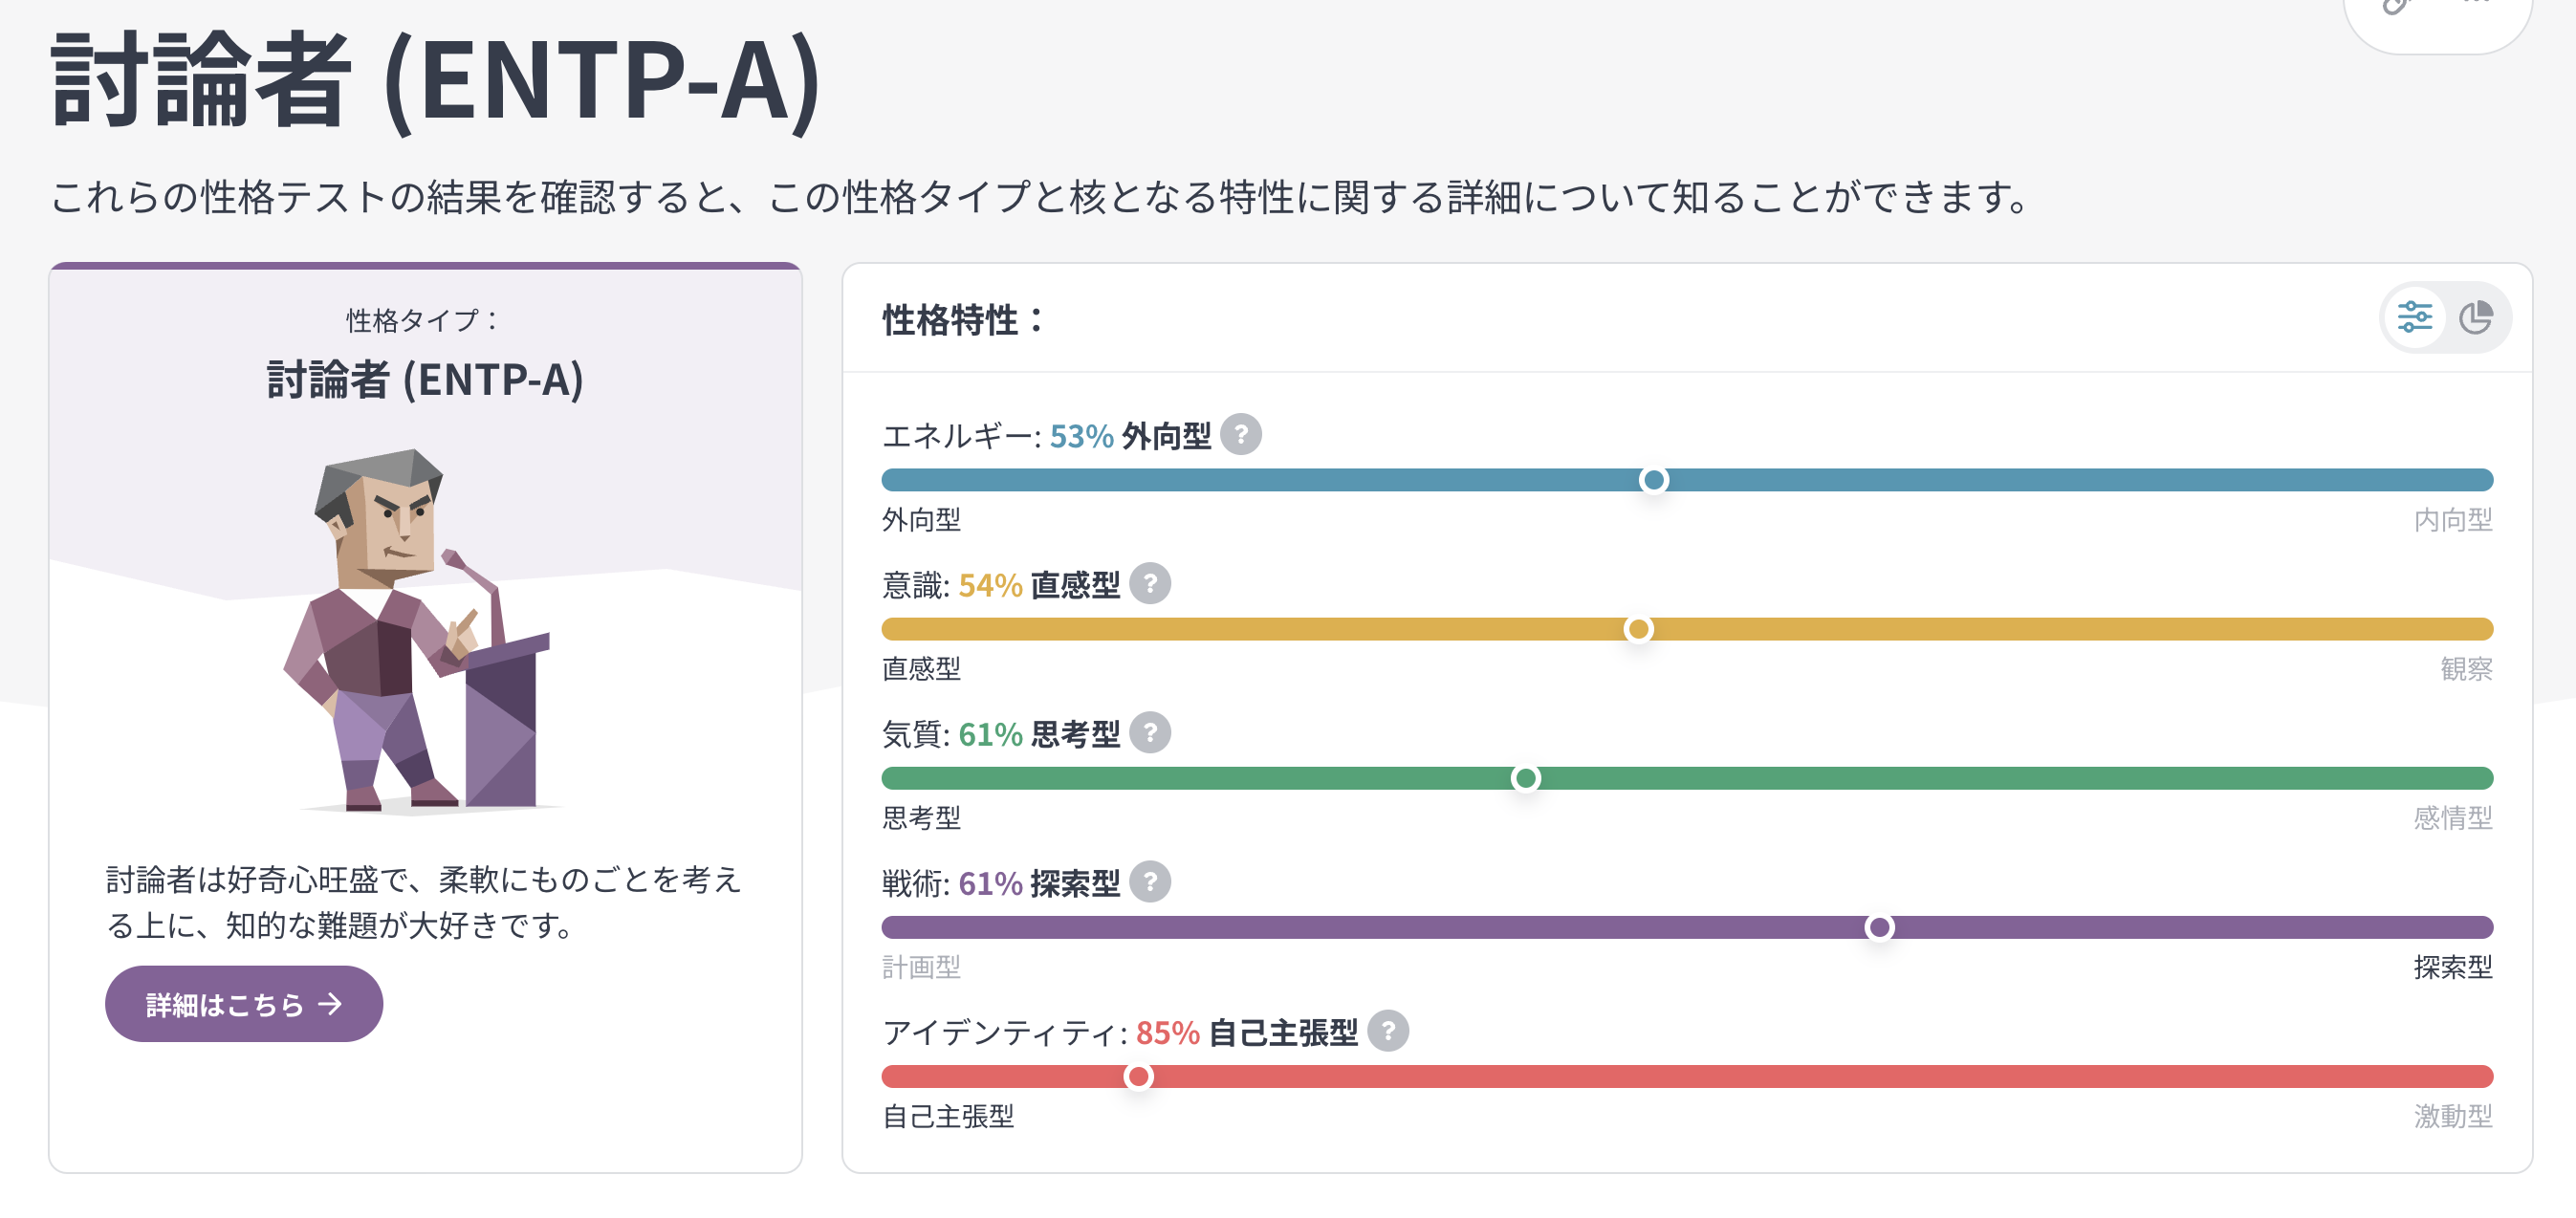 討論者 (ENTP-A)
これらの性格テストの結果を確認すると、この性格タイプと核となる特性に関する詳細について知ることができます。
性格タイプ：
討論者 (ENTP-A)
討論者は好奇心旺盛で、柔軟にものごとを考え
る上に、知的な難題が大好きです。
詳細はこちら →
性格特性：
エネルギー: 53% 外向型 ?
外向型 内向型
意識: 54% 直感型 ?
直感型 観察
気質: 61% 思考型 ?
思考型 感情型
戦術: 61% 探索型 ?
計画型 探索型
アイデンティティ: 85% 自己主張型 ?
自己主張型 激動型